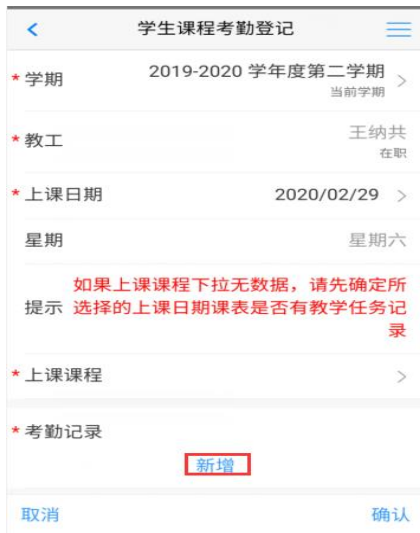 学生课程考勤登记
* 学期 2019-2020 学年度第二学期
当前学期
* 教工 王纳共
在职
* 上课日期 2020/02/29
星期 星期六
如果上课课程下拉无数据，请先确定所
提示 选择的上课日期课表是否有教学任务记
录
* 上课课程
* 考勤记录
新增
取消 确认